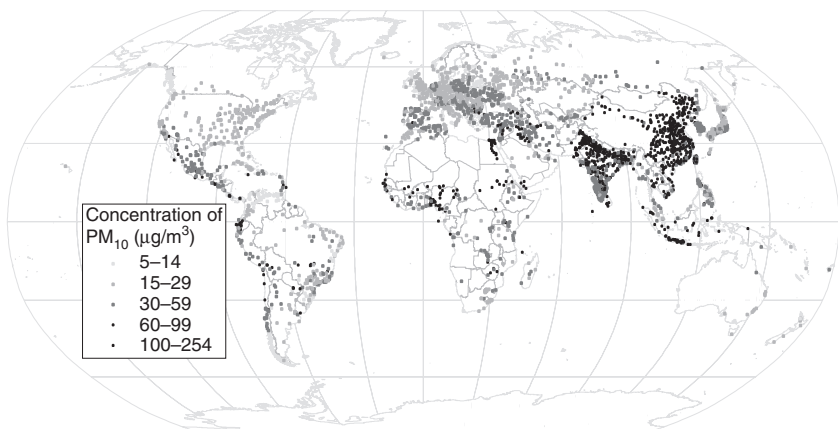 Concentration of
PM₁₀ (μg/m³)
5–14
15–29
30–59
60–99
100–254